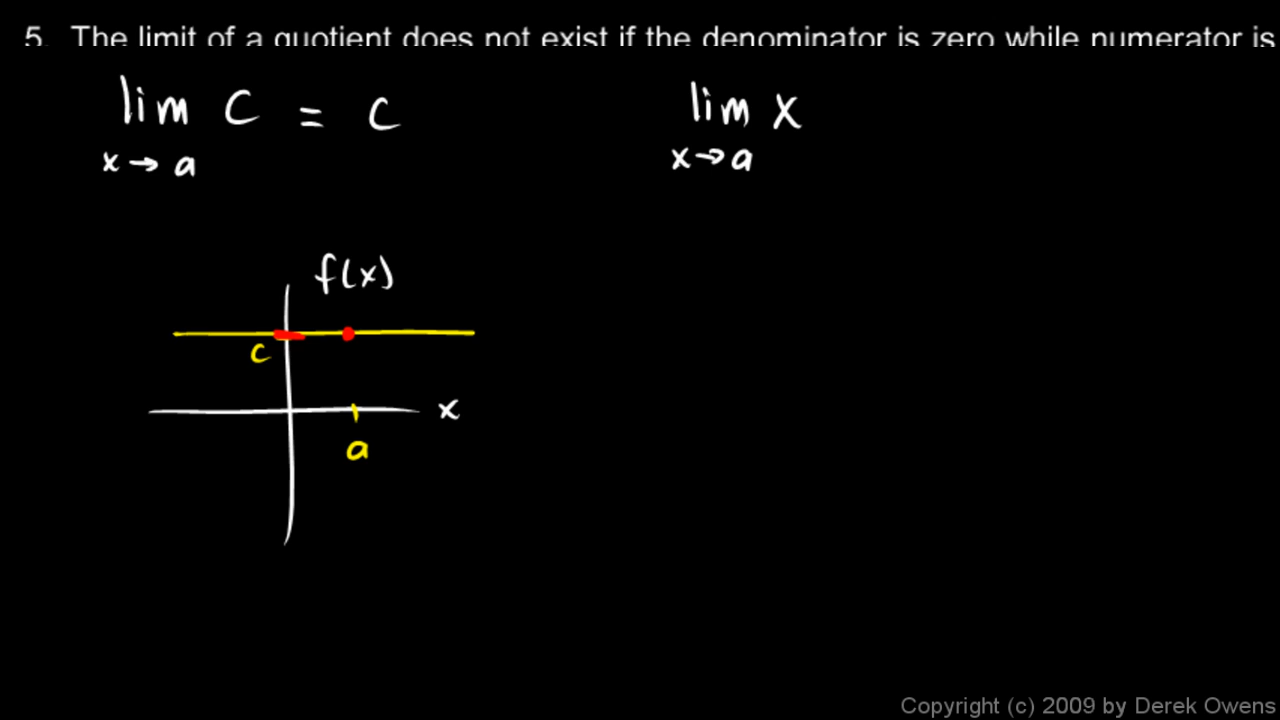 5. The limit of a quotient does not exist if the denominator is zero while numerator is
lim C = C
x → a
lim x
x → a
f(x)
C
x
a
Copyright (c) 2009 by Derek Owens